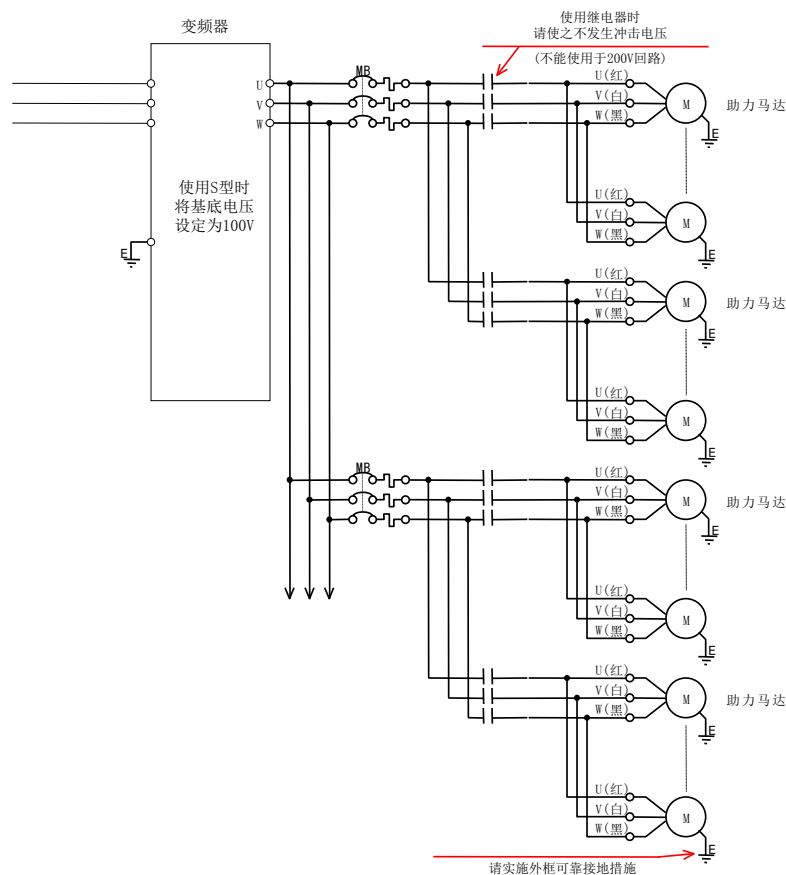 变频器
使用继电器时
请使之不发生冲击电压
(不能使用于200V回路)
MB
U
V
W
U(红)
V(白)
W(黑)
M
助力马达
E
使用S型时
将基底电压
设定为100V
E
U(红)
V(白)
W(黑)
M
E
U(红)
V(白)
W(黑)
M
助力马达
E
U(红)
V(白)
W(黑)
M
E
MB
U(红)
V(白)
W(黑)
M
助力马达
E
U(红)
V(白)
W(黑)
M
E
U(红)
V(白)
W(黑)
M
助力马达
E
U(红)
V(白)
W(黑)
M
E
请实施外框可靠接地措施